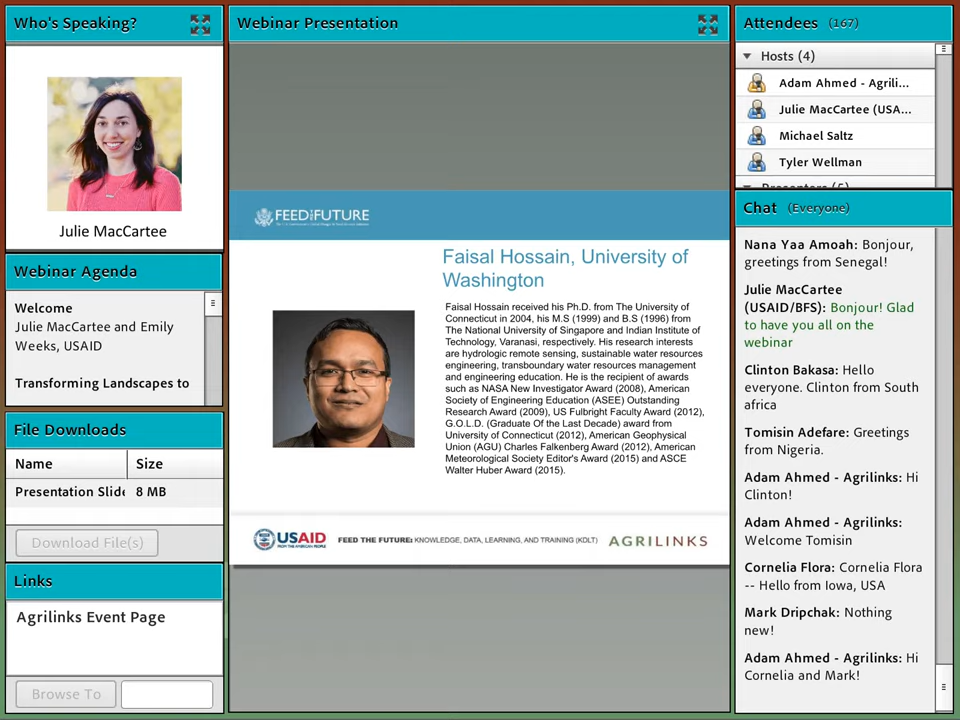 Who's Speaking?
Julie MacCartee
Webinar Agenda
Welcome
Julie MacCartee and Emily
Weeks, USAID
Transforming Landscapes to
File Downloads
Name Size
Presentation Slide 8 MB
Download File(s)
Links
Agrilinks Event Page
Browse To
Webinar Presentation
FEED THE FUTURE
Faisal Hossain, University of
Washington
Faisal Hossain received his Ph.D. from The University of
Connecticut in 2004, his M.S (1999) and B.S (1996) from
The National University of Singapore and Indian Institute of
Technology, Varanasi, respectively. His research interests
are hydrologic remote sensing, sustainable water resources
engineering, transboundary water resources management
and engineering education. He is the recipient of awards
such as NASA New Investigator Award (2008), American
Society of Engineering Education (ASEE) Outstanding
Research Award (2009), US Fulbright Faculty Award (2012),
G.O.L.D. (Graduate Of the Last Decade) award from
University of Connecticut (2012), American Geophysical
Union (AGU) Charles Falkenberg Award (2012), American
Meteorological Society Editor's Award (2015) and ASCE
Walter Huber Award (2015).
USAID
FROM THE AMERICAN PEOPLE
FEED THE FUTURE: KNOWLEDGE, DATA, LEARNING, AND TRAINING (KDLT)
AGRILINKS
Attendees (167)
Hosts (4)
Adam Ahmed - Agrili...
Julie MacCartee (USA...
Michael Saltz
Tyler Wellman
Presenters (5)
Chat (Everyone)
Nana Yaa Amoah: Bonjour,
greetings from Senegal!
Julie MacCartee
(USAID/BFS): Bonjour! Glad
to have you all on the
webinar
Clinton Bakasa: Hello
everyone. Clinton from South
africa
Tomisin Adefare: Greetings
from Nigeria.
Adam Ahmed - Agrilinks: Hi
Clinton!
Adam Ahmed - Agrilinks:
Welcome Tomisin
Cornelia Flora: Cornelia Flora
-- Hello from Iowa, USA
Mark Dripchak: Nothing
new!
Adam Ahmed - Agrilinks: Hi
Cornelia and Mark!